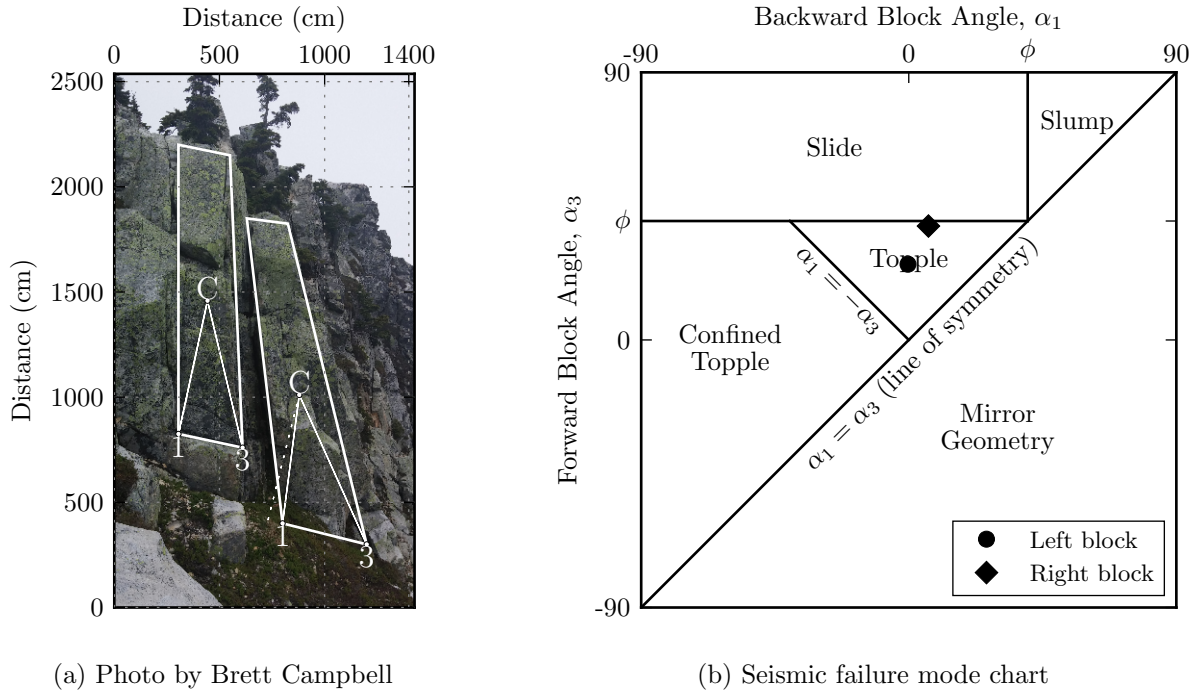 Distance (cm)
0 500 1000 1400
2500
2000
1500
1000
500
0
Distance (cm)
C
C
1
3
1
3
(a) Photo by Brett Campbell
Backward Block Angle, α₁
-90 0 ϕ 90
90
ϕ
0
-90
Forward Block Angle, α₃
Slide
Slump
Topple
α₁ = −α₃
Confined
Topple
α₁ = α₃ (line of symmetry)
Mirror
Geometry
Left block
Right block
(b) Seismic failure mode chart